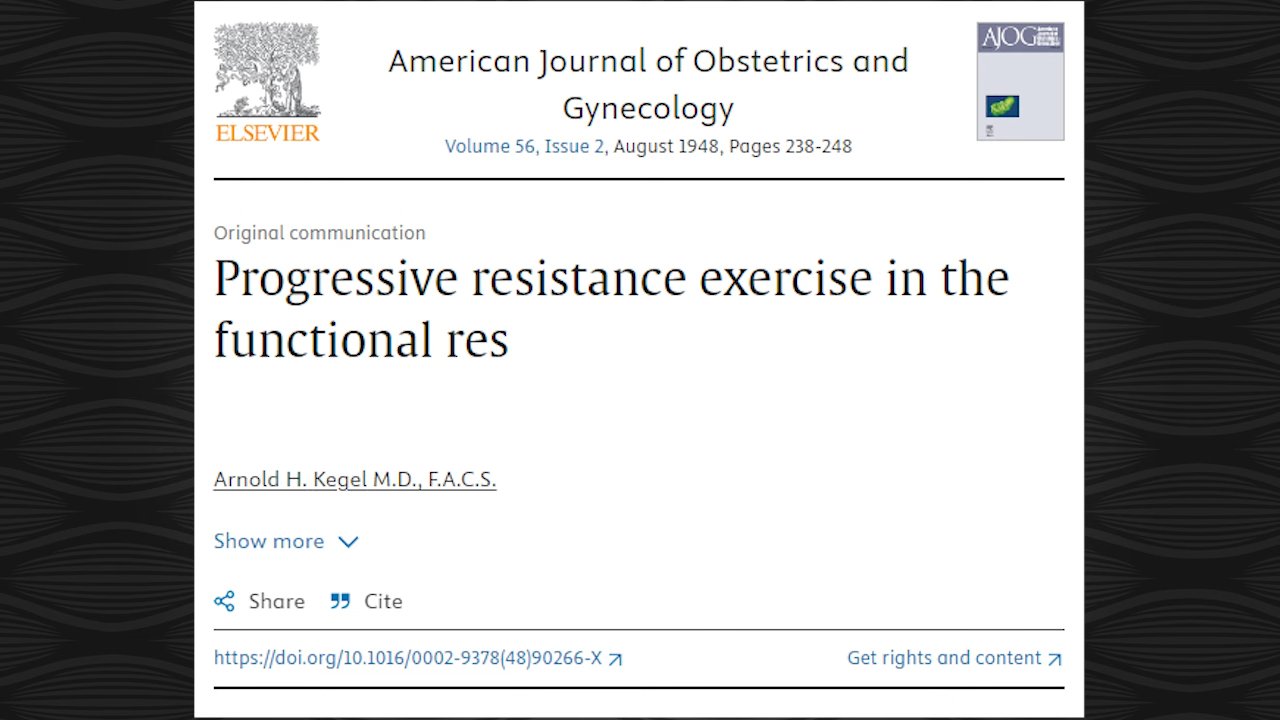 ELSEVIER
American Journal of Obstetrics and
Gynecology
Volume 56, Issue 2, August 1948, Pages 238-248
AJOG
Original communication
Progressive resistance exercise in the
functional res
Arnold H. Kegel M.D., F.A.C.S.
Show more
Share
Cite
https://doi.org/10.1016/0002-9378(48)90266-X
Get rights and content